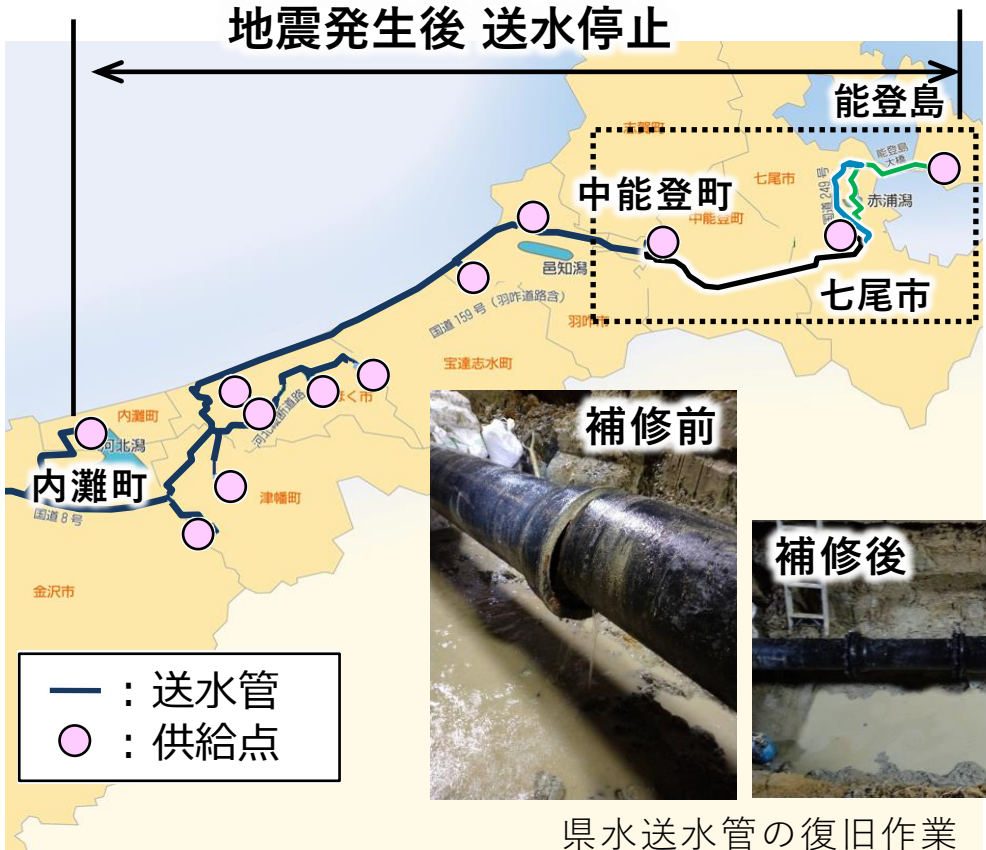 地震発生後 送水停止
能登島
志賀町
能登島
大橋
七尾市
国道249号
赤浦潟
中能登町
中能登町
邑知潟
七尾市
国道159号(羽咋道路含)
羽咋市
宝達志水町
ほく市
内灘町
河北潟
内灘町
国道8号
津幡町
金沢市
補修前
補修後
:送水管
:供給点
県水送水管の復旧作業